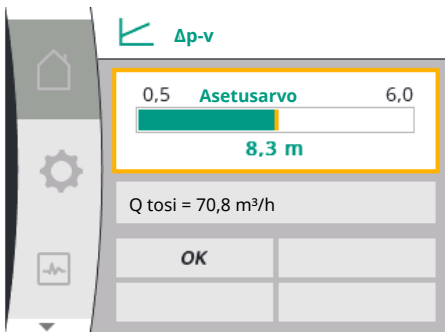 Δp-v
0,5 Asetusarvo 6,0
8,3 m
Q tosi = 70,8 m³/h
OK